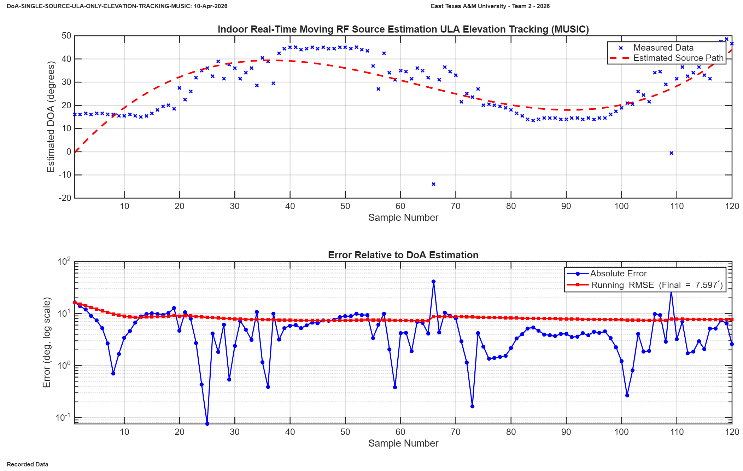 DoA-SINGLE-SOURCE-ULA-ONLY-ELEVATION-TRACKING-MUSIC: 10-Apr-2026
East Texas A&M University - Team 2 - 2026
Indoor Real-Time Moving RF Source Estimation ULA Elevation Tracking (MUSIC)
Estimated DOA (degrees)
50
40
30
20
10
0
-10
-20
Measured Data
Estimated Source Path
10 20 30 40 50 60 70 80 90 100 110 120
Sample Number
Error Relative to DoA Estimation
Error (deg, log scale)
10²
10¹
10⁰
10⁻¹
Absolute Error
Running RMSE (Final = 7.597°)
10 20 30 40 50 60 70 80 90 100 110 120
Sample Number
Recorded Data